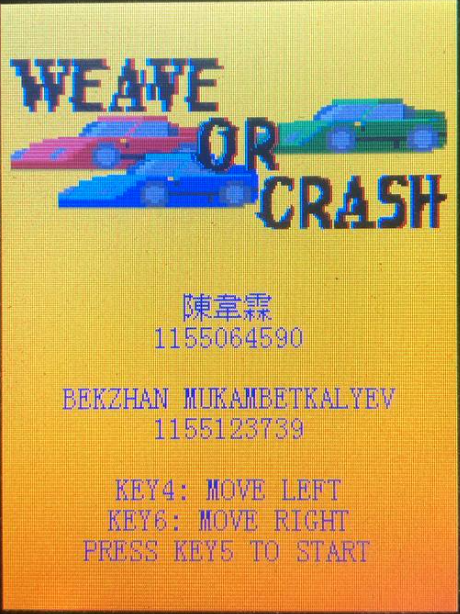 WEAVE
OR
CRASH
陳韋霖
1155064590
BEKZHAN MUKAMBETKALYEV
1155123739
KEY4: MOVE LEFT
KEY6: MOVE RIGHT
PRESS KEY5 TO START